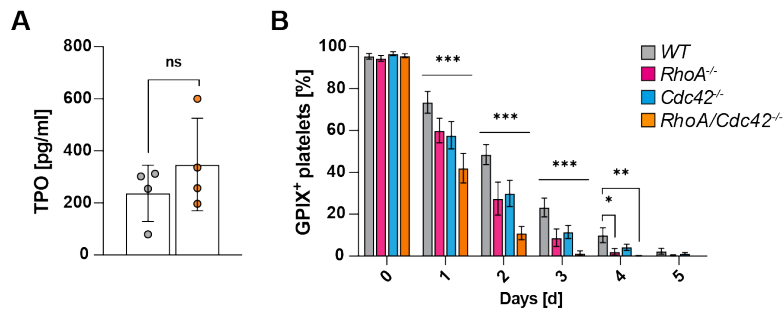 A
B
TPO [pg/ml]
800
600
400
200
0
ns
GPIX⁺ platelets [%]
100
80
60
40
20
0
***
***
***
**
*
0
1
2
3
4
5
Days [d]
WT
RhoA⁻/⁻
Cdc42⁻/⁻
RhoA/Cdc42⁻/⁻